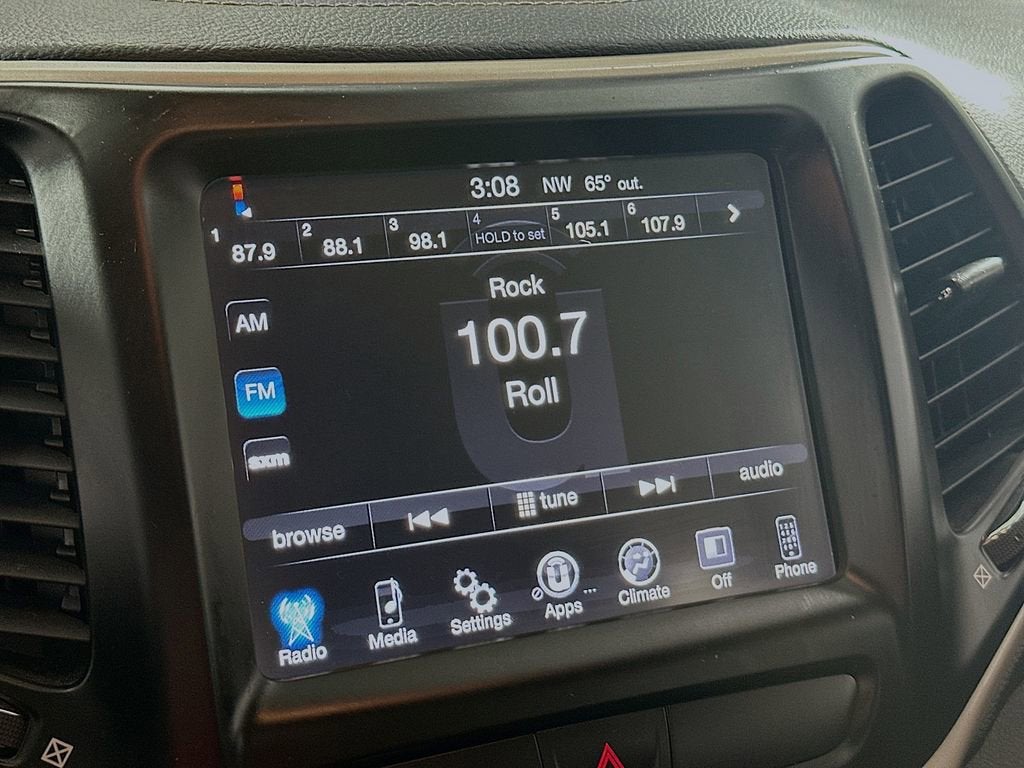 3:08 NW 65° out.
1 87.9 2 88.1 3 98.1 4 HOLD to set 5 105.1 6 107.9
Rock
AM
100.7
FM
Roll
sxm
browse tune audio
Radio Media Settings Apps ... Climate Off Phone